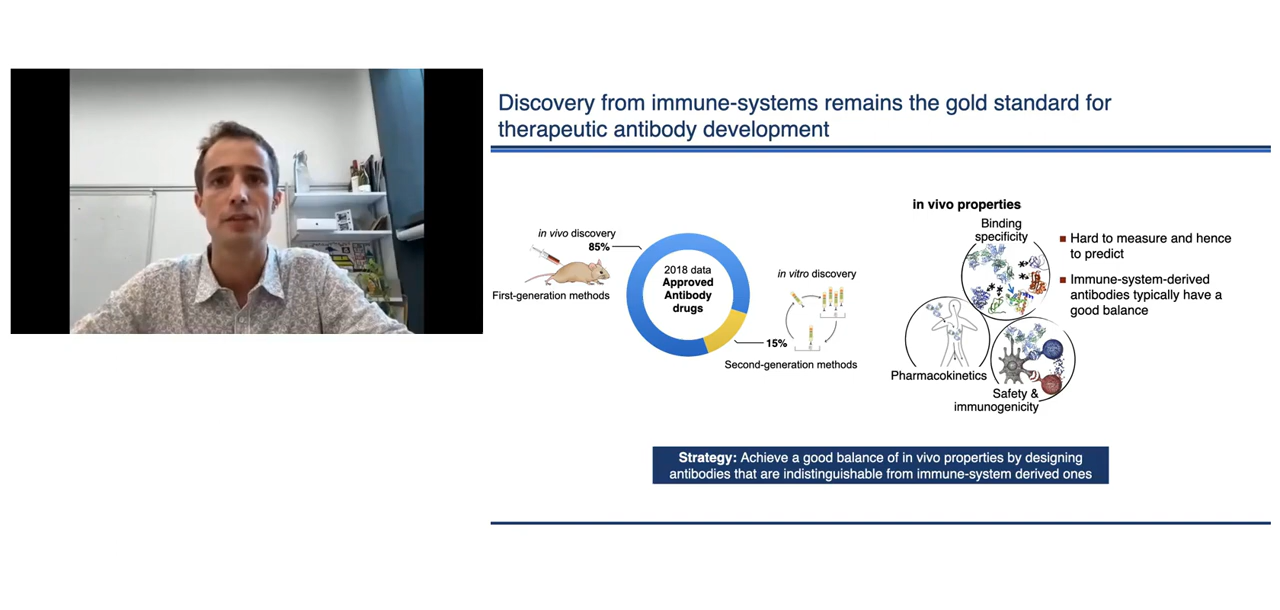 Discovery from immune-systems remains the gold standard for
therapeutic antibody development
in vivo discovery
85%
First-generation methods
2018 data
Approved
Antibody
drugs
in vitro discovery
15%
Second-generation methods
in vivo properties
Binding
specificity
Pharmacokinetics
Safety &
immunogenicity
Hard to measure and hence
to predict
Immune-system-derived
antibodies typically have a
good balance
Strategy: Achieve a good balance of in vivo properties by designing
antibodies that are indistinguishable from immune-system derived ones